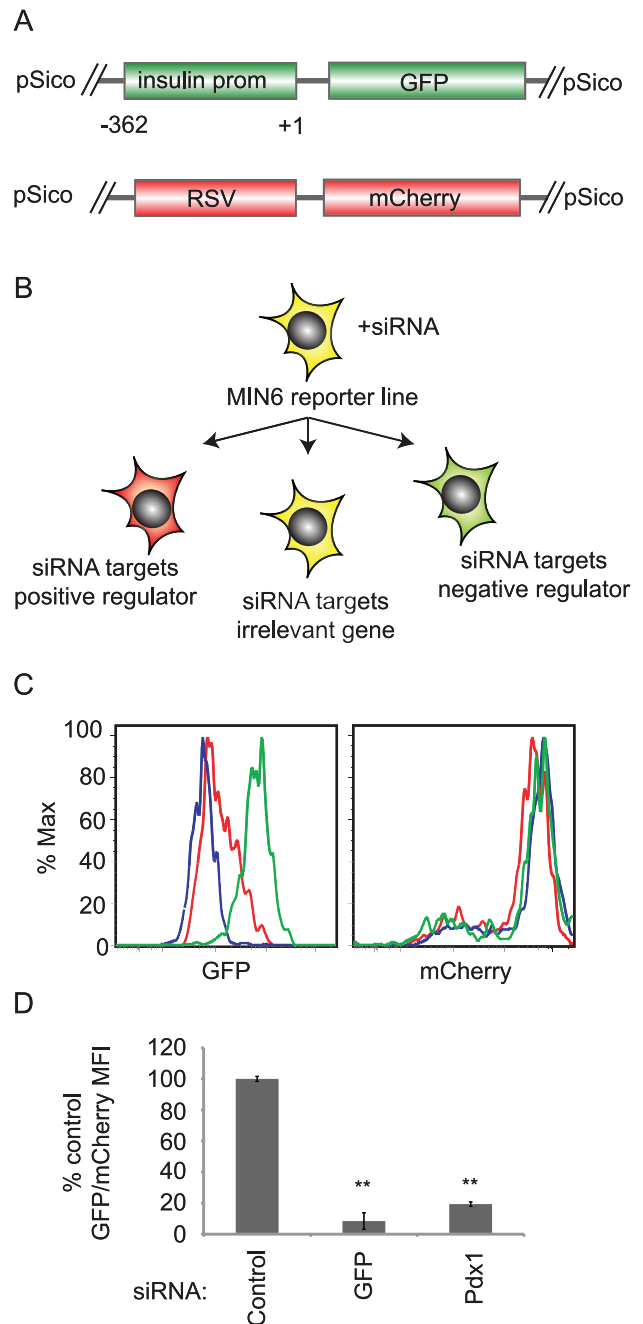 A
pSico // insulin prom GFP // pSico
-362 +1
pSico // RSV mCherry // pSico
B
+siRNA
MIN6 reporter line
siRNA targets
positive regulator
siRNA targets
irrelevant gene
siRNA targets
negative regulator
C
% Max
100
80
60
40
20
0
GFP
mCherry
D
% control
GFP/mCherry MFI
120
100
80
60
40
20
0
**
**
siRNA:
Control
GFP
Pdx1